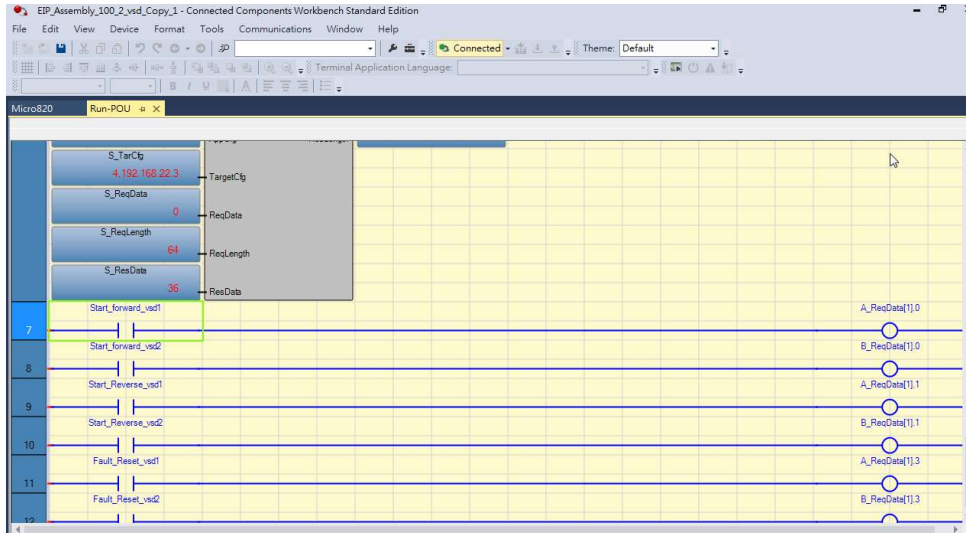 EIP_Assembly_100_2_vsd_Copy_1 - Connected Components Workbench Standard Edition
File Edit View Device Format Tools Communications Window Help
Connected Theme: Default
Terminal Application Language:
B I U A
Micro820 Run-POU
S_TarCfg
4,192.168.22.3 TargetCfg
S_ReqData
0 ReqData
S_ReqLength
64 ReqLength
S_ResData
36 ResData
Start_forward_vsd1 A_ReqData[1].0
7
Start_forward_vsd2 B_ReqData[1].0
8
Start_Reverse_vsd1 A_ReqData[1].1
9
Start_Reverse_vsd2 B_ReqData[1].1
10
Fault_Reset_vsd1 A_ReqData[1].3
11
Fault_Reset_vsd2 B_ReqData[1].3
12